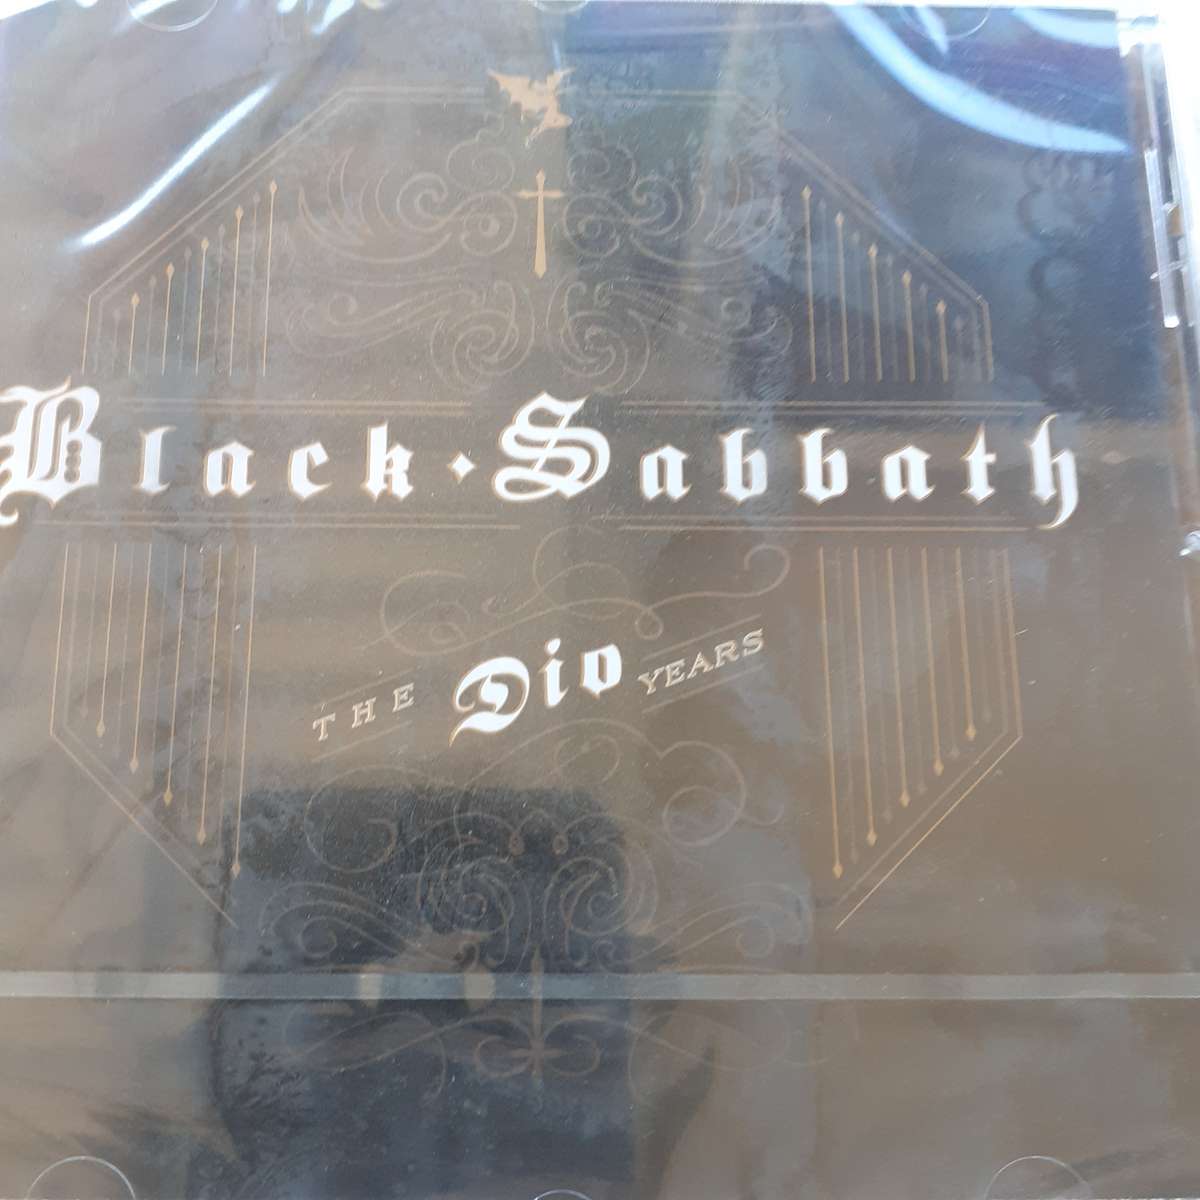 Black · Sabbath
THE Dio YEARS